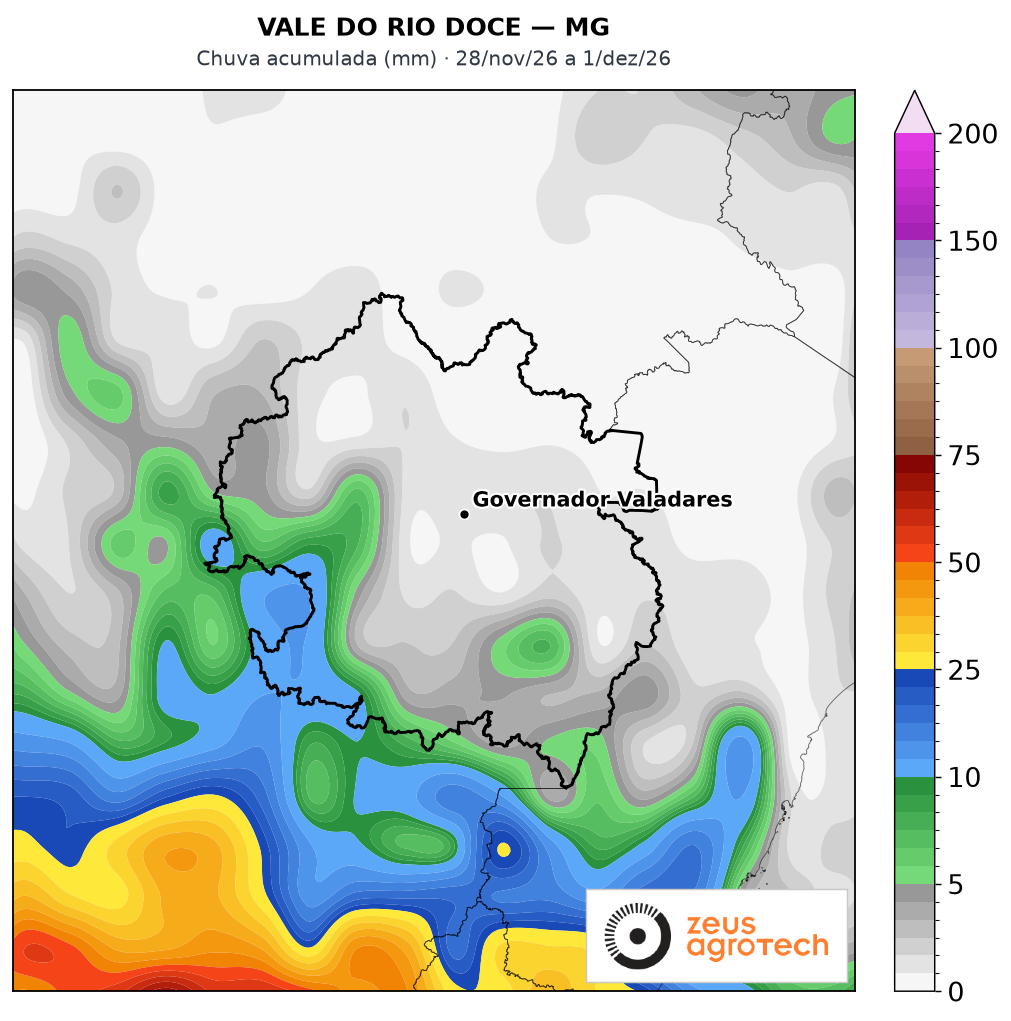 VALE DO RIO DOCE — MG
Chuva acumulada (mm) · 28/nov/26 a 1/dez/26
200
150
100
75
50
25
10
5
0
Governador Valadares
zeus
agrotech